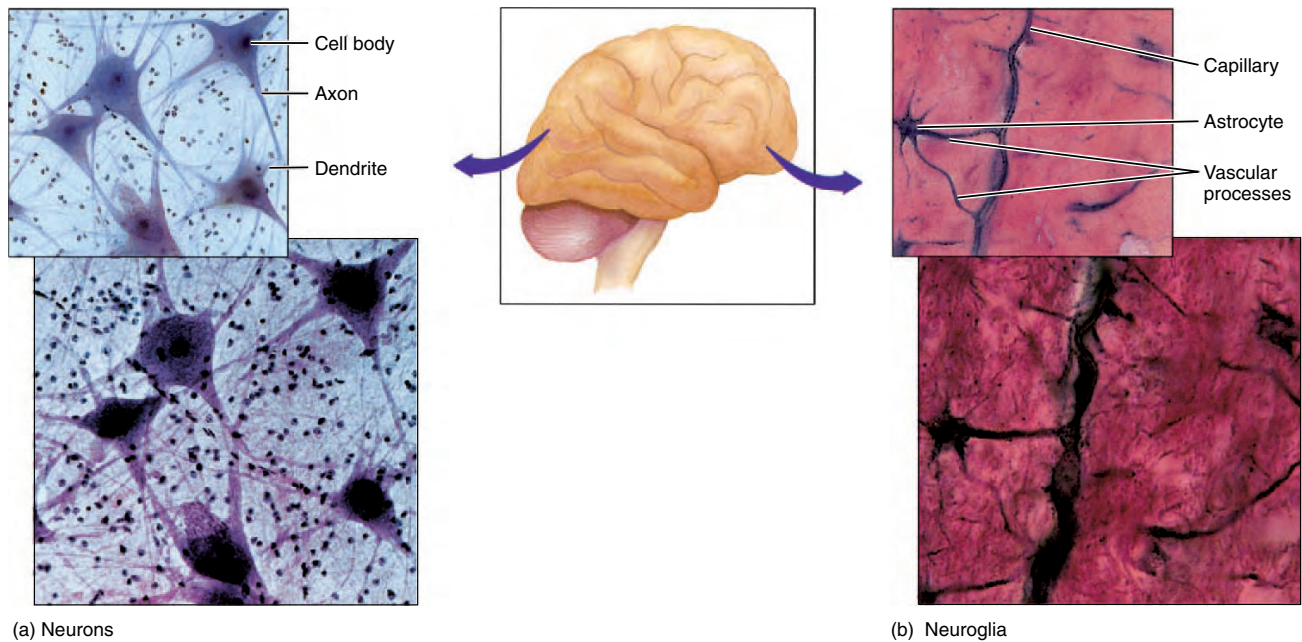 Cell body
Axon
Dendrite
Capillary
Astrocyte
Vascular
processes
(a) Neurons
(b) Neuroglia